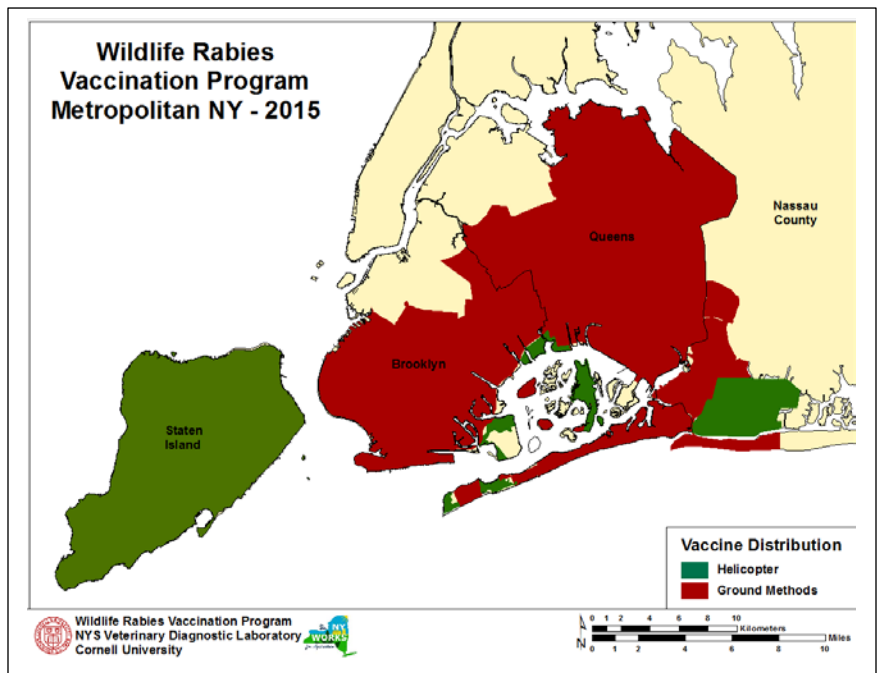 Wildlife Rabies
Vaccination Program
Metropolitan NY - 2015
Nassau
County
Queens
Brooklyn
Staten
Island
Vaccine Distribution
Helicopter
Ground Methods
Wildlife Rabies Vaccination Program
NYS Veterinary Diagnostic Laboratory
Cornell University
NY
WORKS
N
0 1 2 4 6 8 10
Kilometers
Miles
0 1 2 4 6 8 10